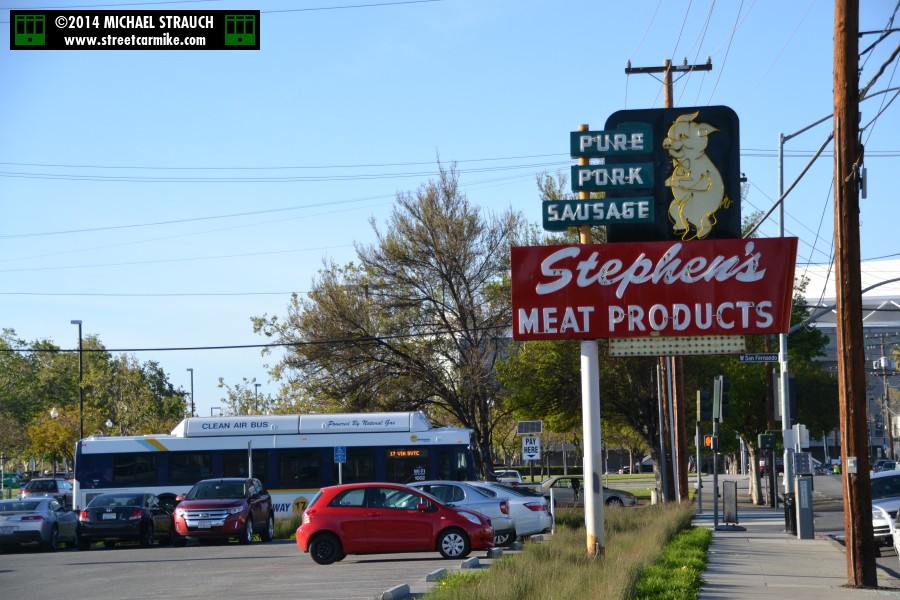 ©2014 MICHAEL STRAUCH
www.streetcarmike.com
PURE
PORK
SAUSAGE
Stephen's
MEAT PRODUCTS
W San Fernando
CLEAN AIR BUS
Powered By Natural Gas
PAY
HERE